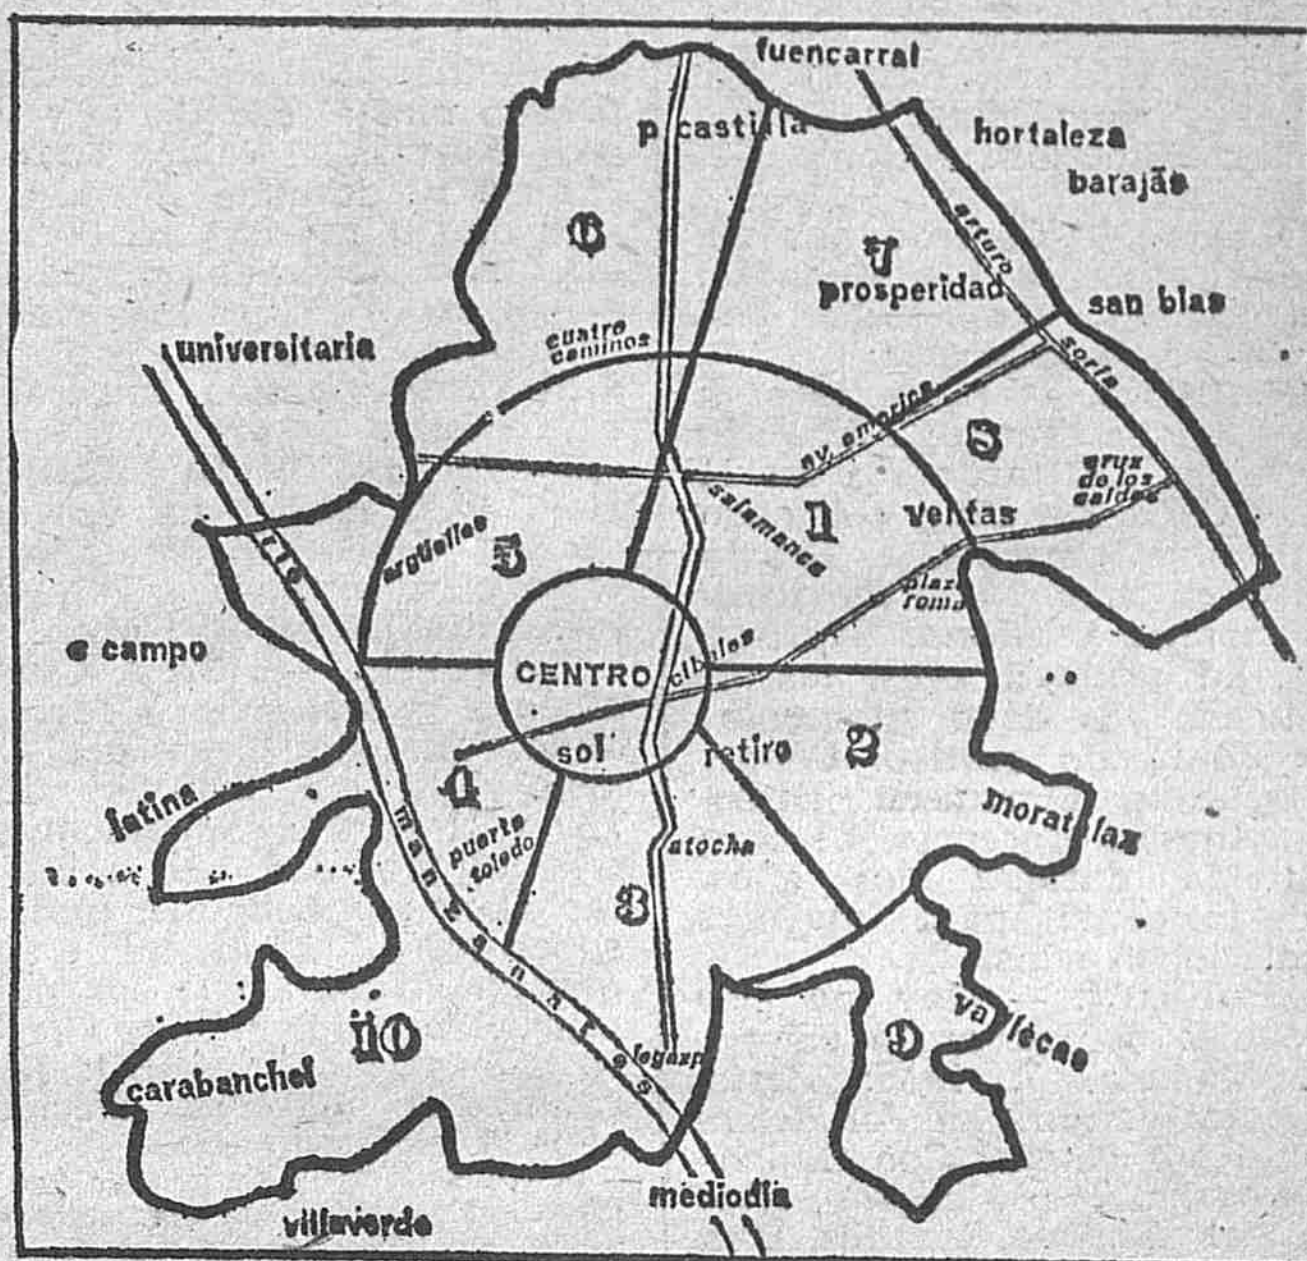 fuencarral
p castilla
hortaleza
barajas
6
7
arturo
prosperidad
san blas
cuatro
caminos
universitaria
soria
av. america
cruz
de los
caidos
salamanca
1
ventas
argüelles
5
rio
plaza
roma
e campo
CENTRO
cibeles
sol
retiro
2
4
latina
moratalaz
manzanares
puerta
toledo
atocha
3
vallecas
9
10
legazpi
carabanchel
mediodia
villaverde